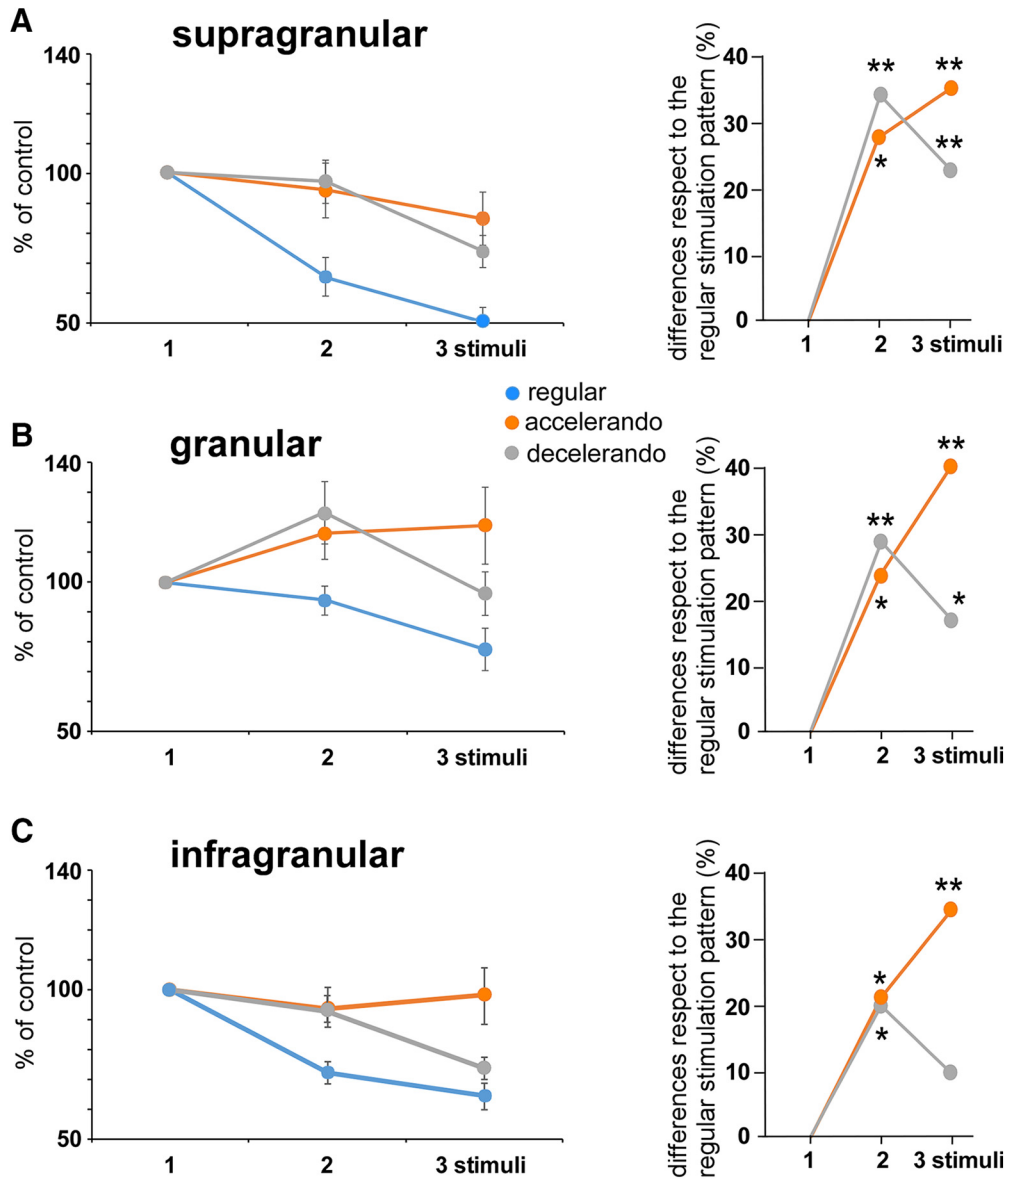 A
supragranular
140
100
50
% of control
1 2 3 stimuli
differences respect to the
regular stimulation pattern (%)
40
30
20
10
0
** **
*
**
1 2 3 stimuli
regular
accelerando
decelerando
B
granular
140
100
50
% of control
1 2 3 stimuli
differences respect to the
regular stimulation pattern (%)
40
30
20
10
0
**
**
* *
1 2 3 stimuli
C
infragranular
140
100
50
% of control
1 2 3 stimuli
differences respect to the
regular stimulation pattern (%)
40
30
20
10
0
**
*
*
1 2 3 stimuli